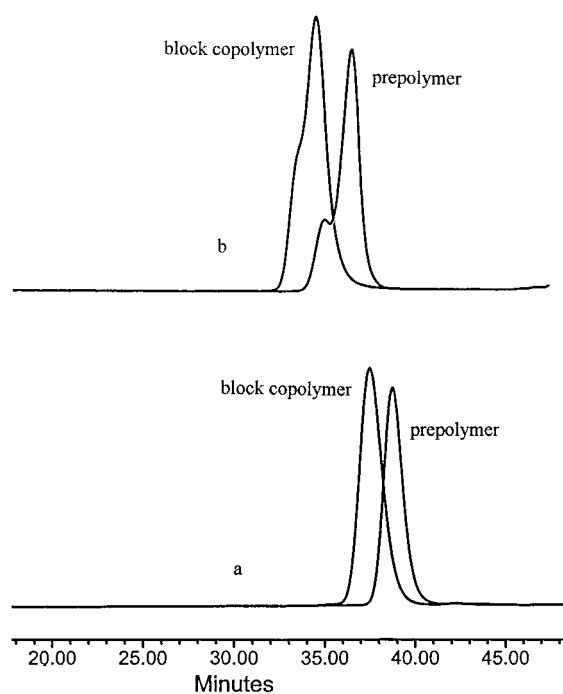 block copolymer
prepolymer
b
block copolymer
prepolymer
a
20.00 25.00 30.00 35.00 40.00 45.00
Minutes